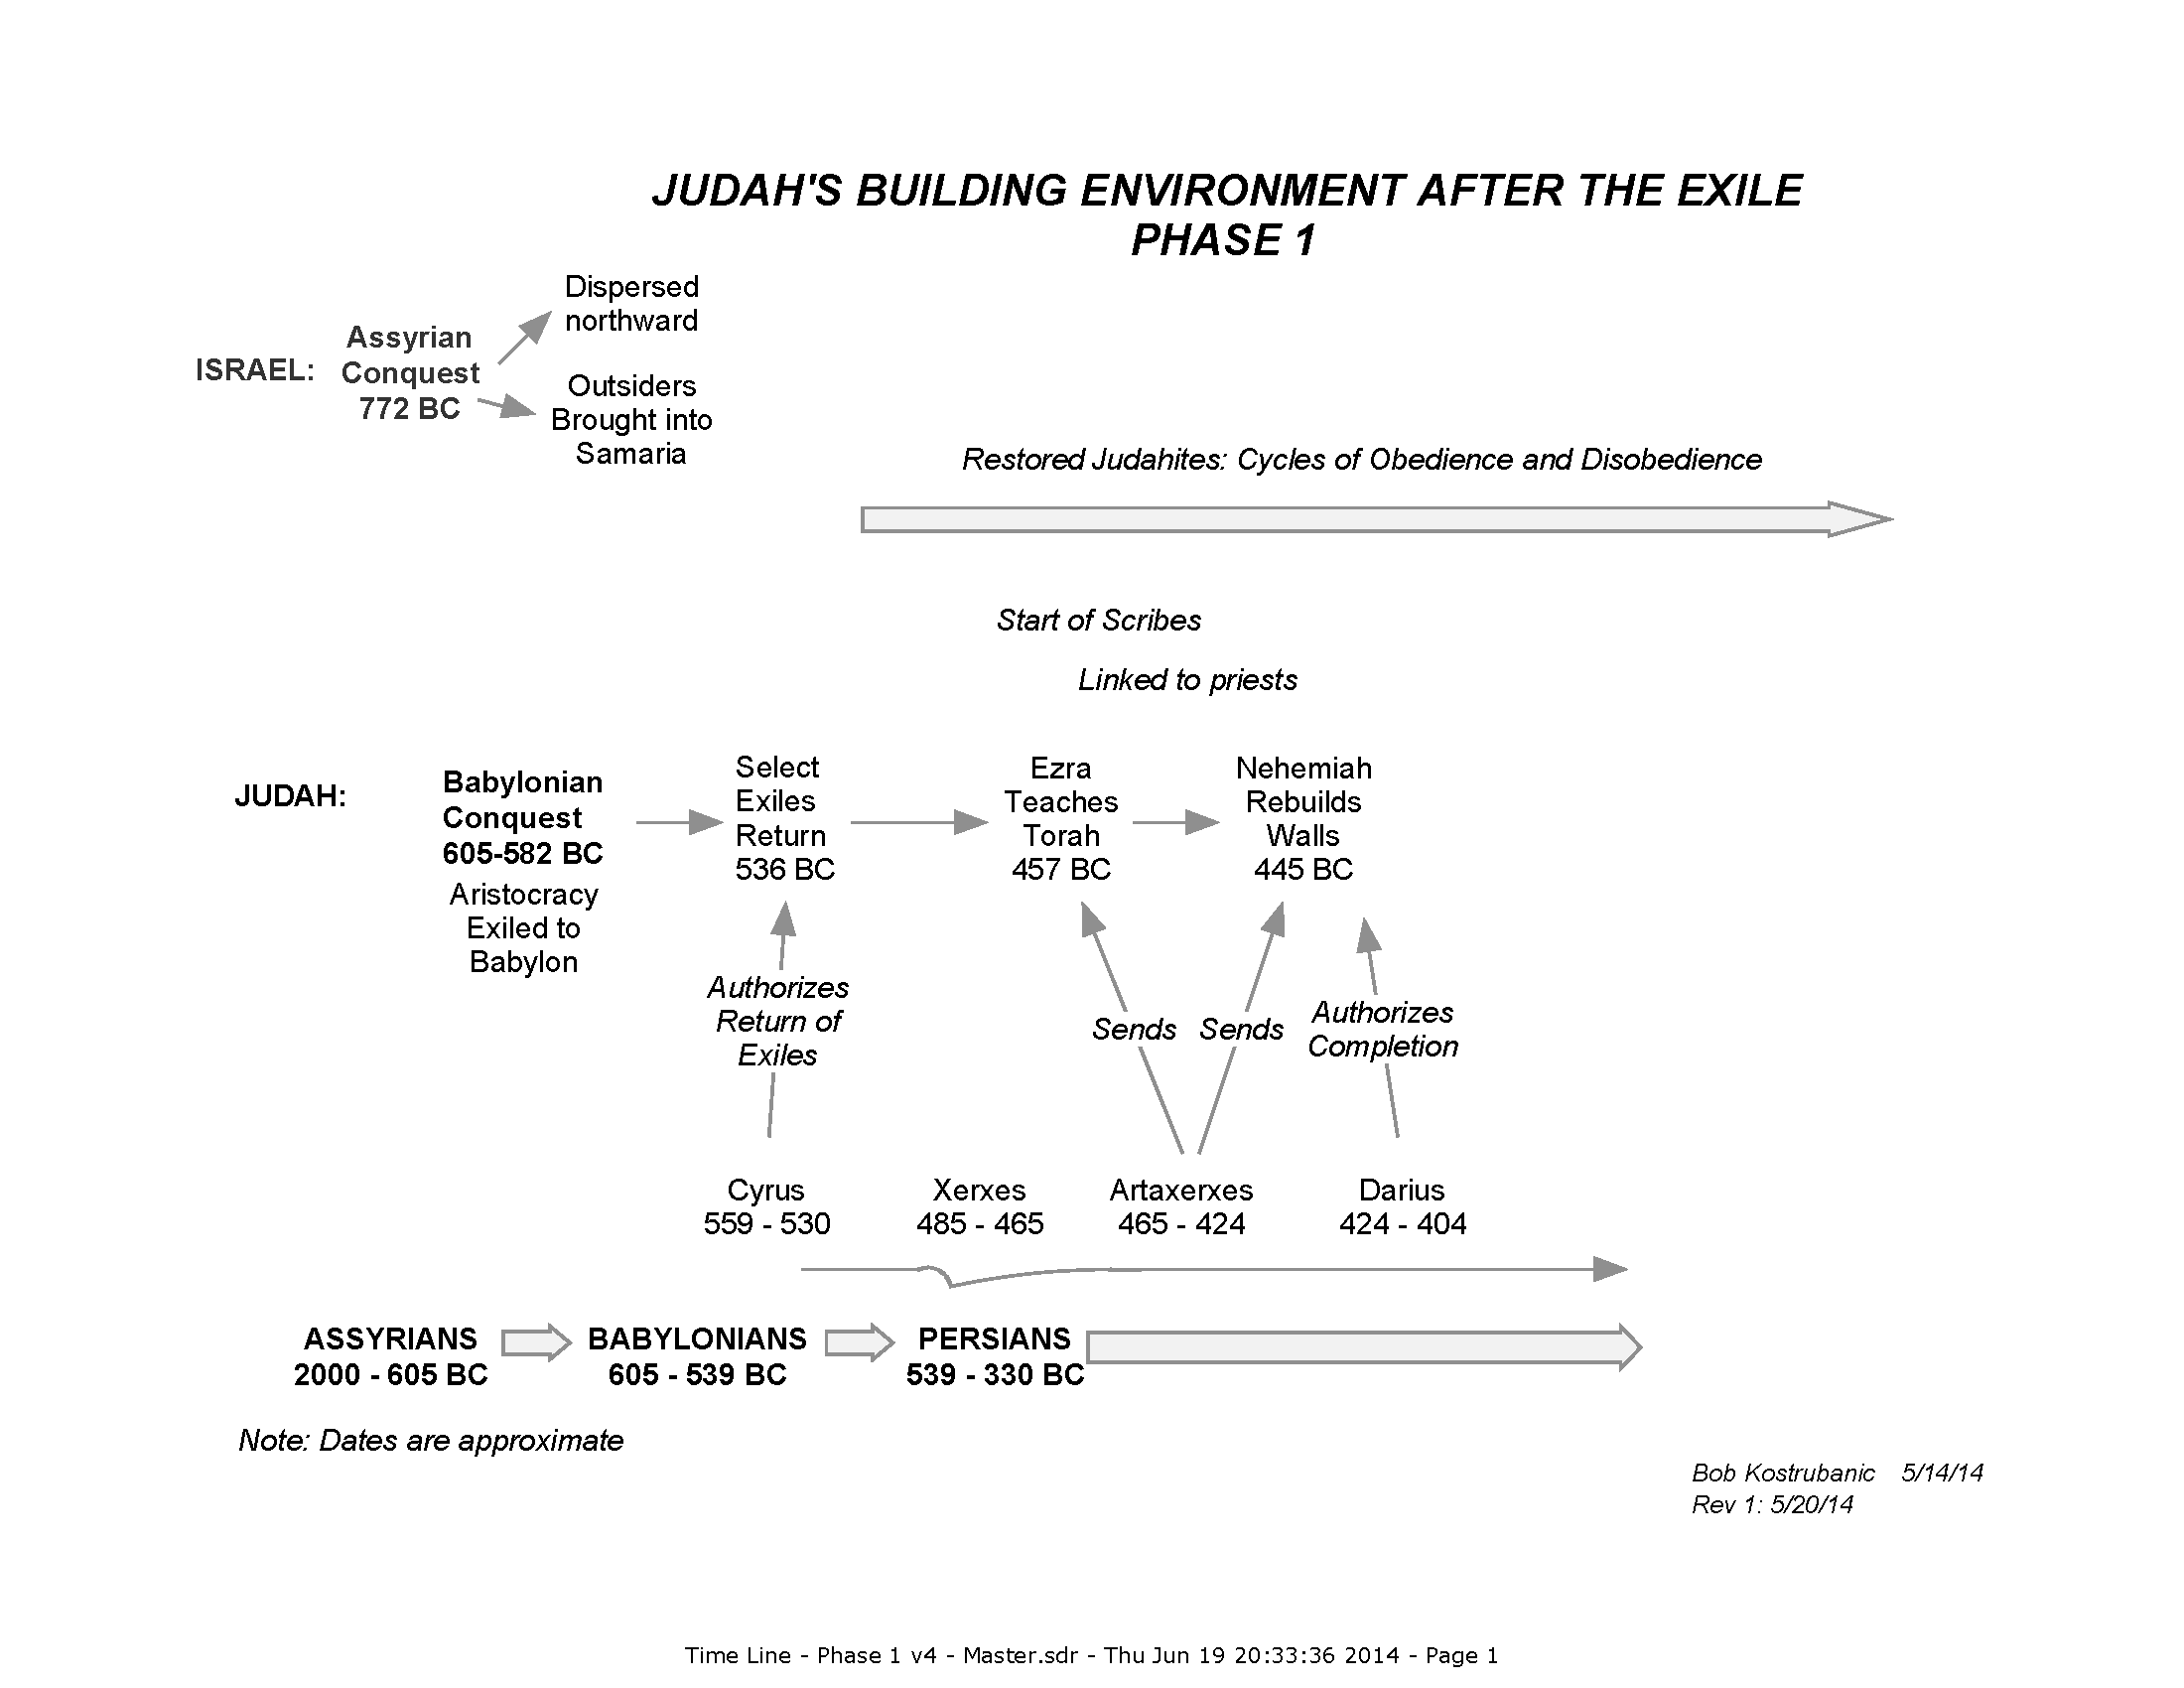 JUDAH'S BUILDING ENVIRONMENT AFTER THE EXILE
PHASE 1
Dispersed
northward
ISRAEL:
Assyrian
Conquest
772 BC
Outsiders
Brought into
Samaria
Restored Judahites: Cycles of Obedience and Disobedience
Start of Scribes
Linked to priests
JUDAH:
Babylonian
Conquest
605-582 BC
Aristocracy
Exiled to
Babylon
Select
Exiles
Return
536 BC
Ezra
Teaches
Torah
457 BC
Nehemiah
Rebuilds
Walls
445 BC
Authorizes
Return of
Exiles
Sends
Sends
Authorizes
Completion
Cyrus
559 - 530
Xerxes
485 - 465
Artaxerxes
465 - 424
Darius
424 - 404
ASSYRIANS
2000 - 605 BC
BABYLONIANS
605 - 539 BC
PERSIANS
539 - 330 BC
Note: Dates are approximate
Bob Kostrubanic 5/14/14
Rev 1: 5/20/14
Time Line - Phase 1 v4 - Master.sdr - Thu Jun 19 20:33:36 2014 - Page 1